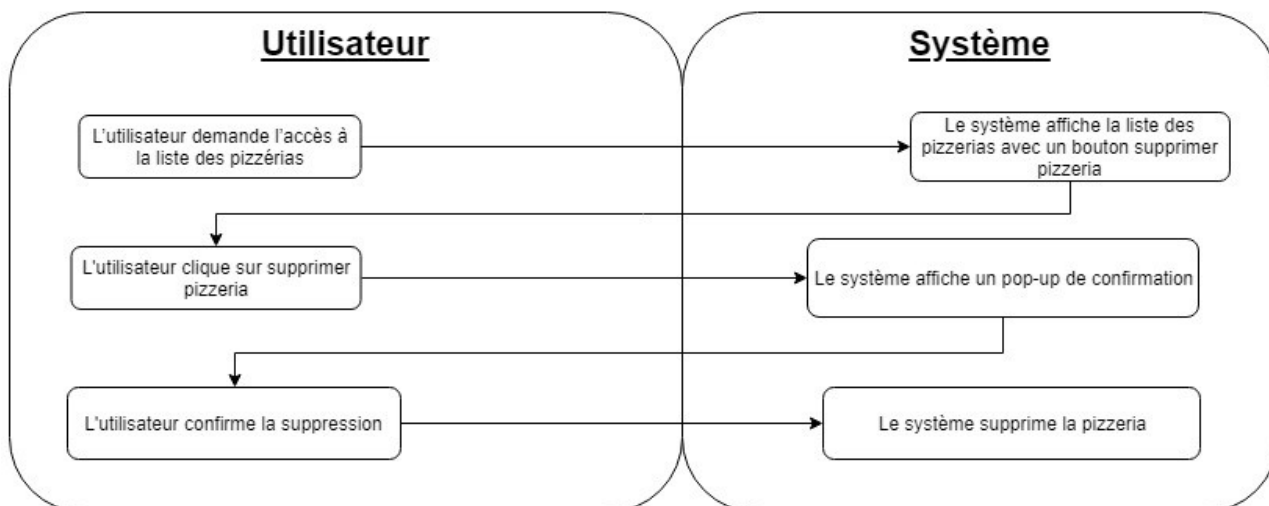 Utilisateur
Système
L'utilisateur demande l'accès à
la liste des pizzérias
Le système affiche la liste des
pizzerias avec un bouton supprimer
pizzeria
L'utilisateur clique sur supprimer
pizzeria
Le système affiche un pop-up de confirmation
L'utilisateur confirme la suppression
Le système supprime la pizzeria